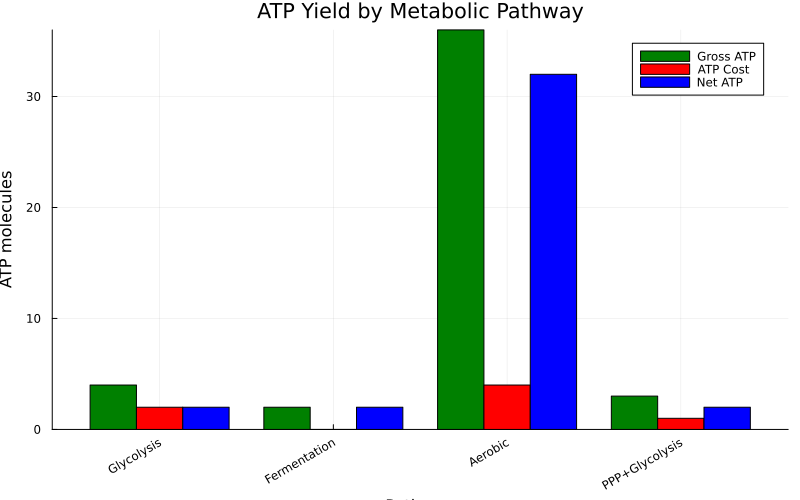 ATP Yield by Metabolic Pathway
Gross ATP
ATP Cost
Net ATP
ATP molecules
30
20
10
0
Glycolysis
Fermentation
Aerobic
PPP+Glycolysis